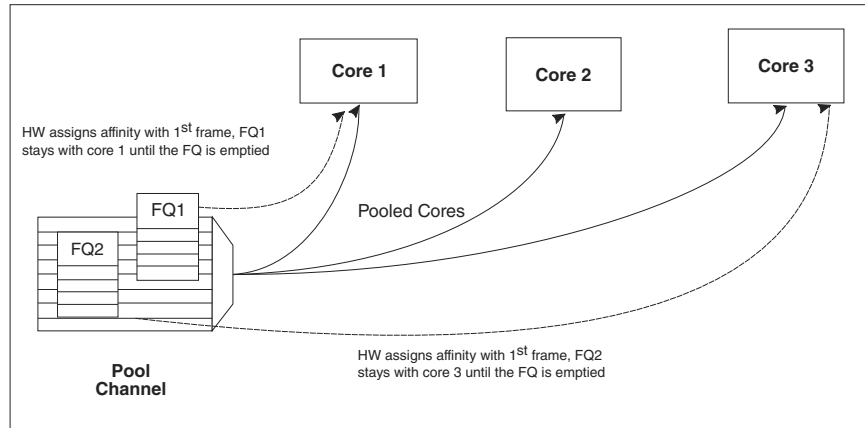 Core 1
Core 2
Core 3
HW assigns affinity with 1st frame, FQ1
stays with core 1 until the FQ is emptied
FQ1
Pooled Cores
FQ2
HW assigns affinity with 1st frame, FQ2
stays with core 3 until the FQ is emptied
Pool
Channel